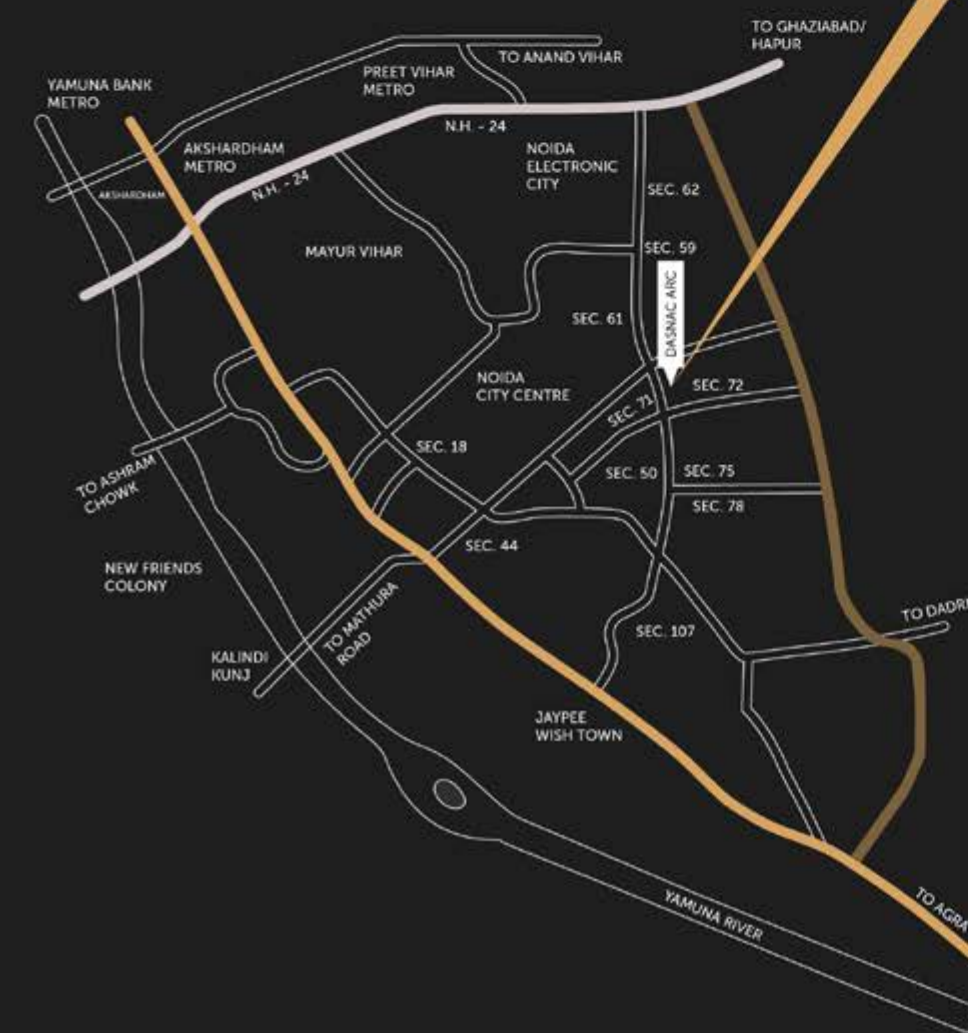 TO GHAZIABAD/
HAPUR
TO ANAND VIHAR
PREET VIHAR
METRO
YAMUNA BANK
METRO
N.H. - 24
AKSHARDHAM
METRO
NOIDA
ELECTRONIC
CITY
N.H. - 24
AKSHARDHAM
SEC. 62
MAYUR VIHAR
SEC. 59
DASNAC ARC
SEC. 61
NOIDA
CITY CENTRE
SEC. 72
SEC. 71
SEC. 18
TO ASHRAM
CHOWK
SEC. 50
SEC. 75
SEC. 78
SEC. 44
NEW FRIENDS
COLONY
TO MATHURA
ROAD
TO DADRI
SEC. 107
KALINDI
KUNJ
JAYPEE
WISH TOWN
YAMUNA RIVER
TO AGRA